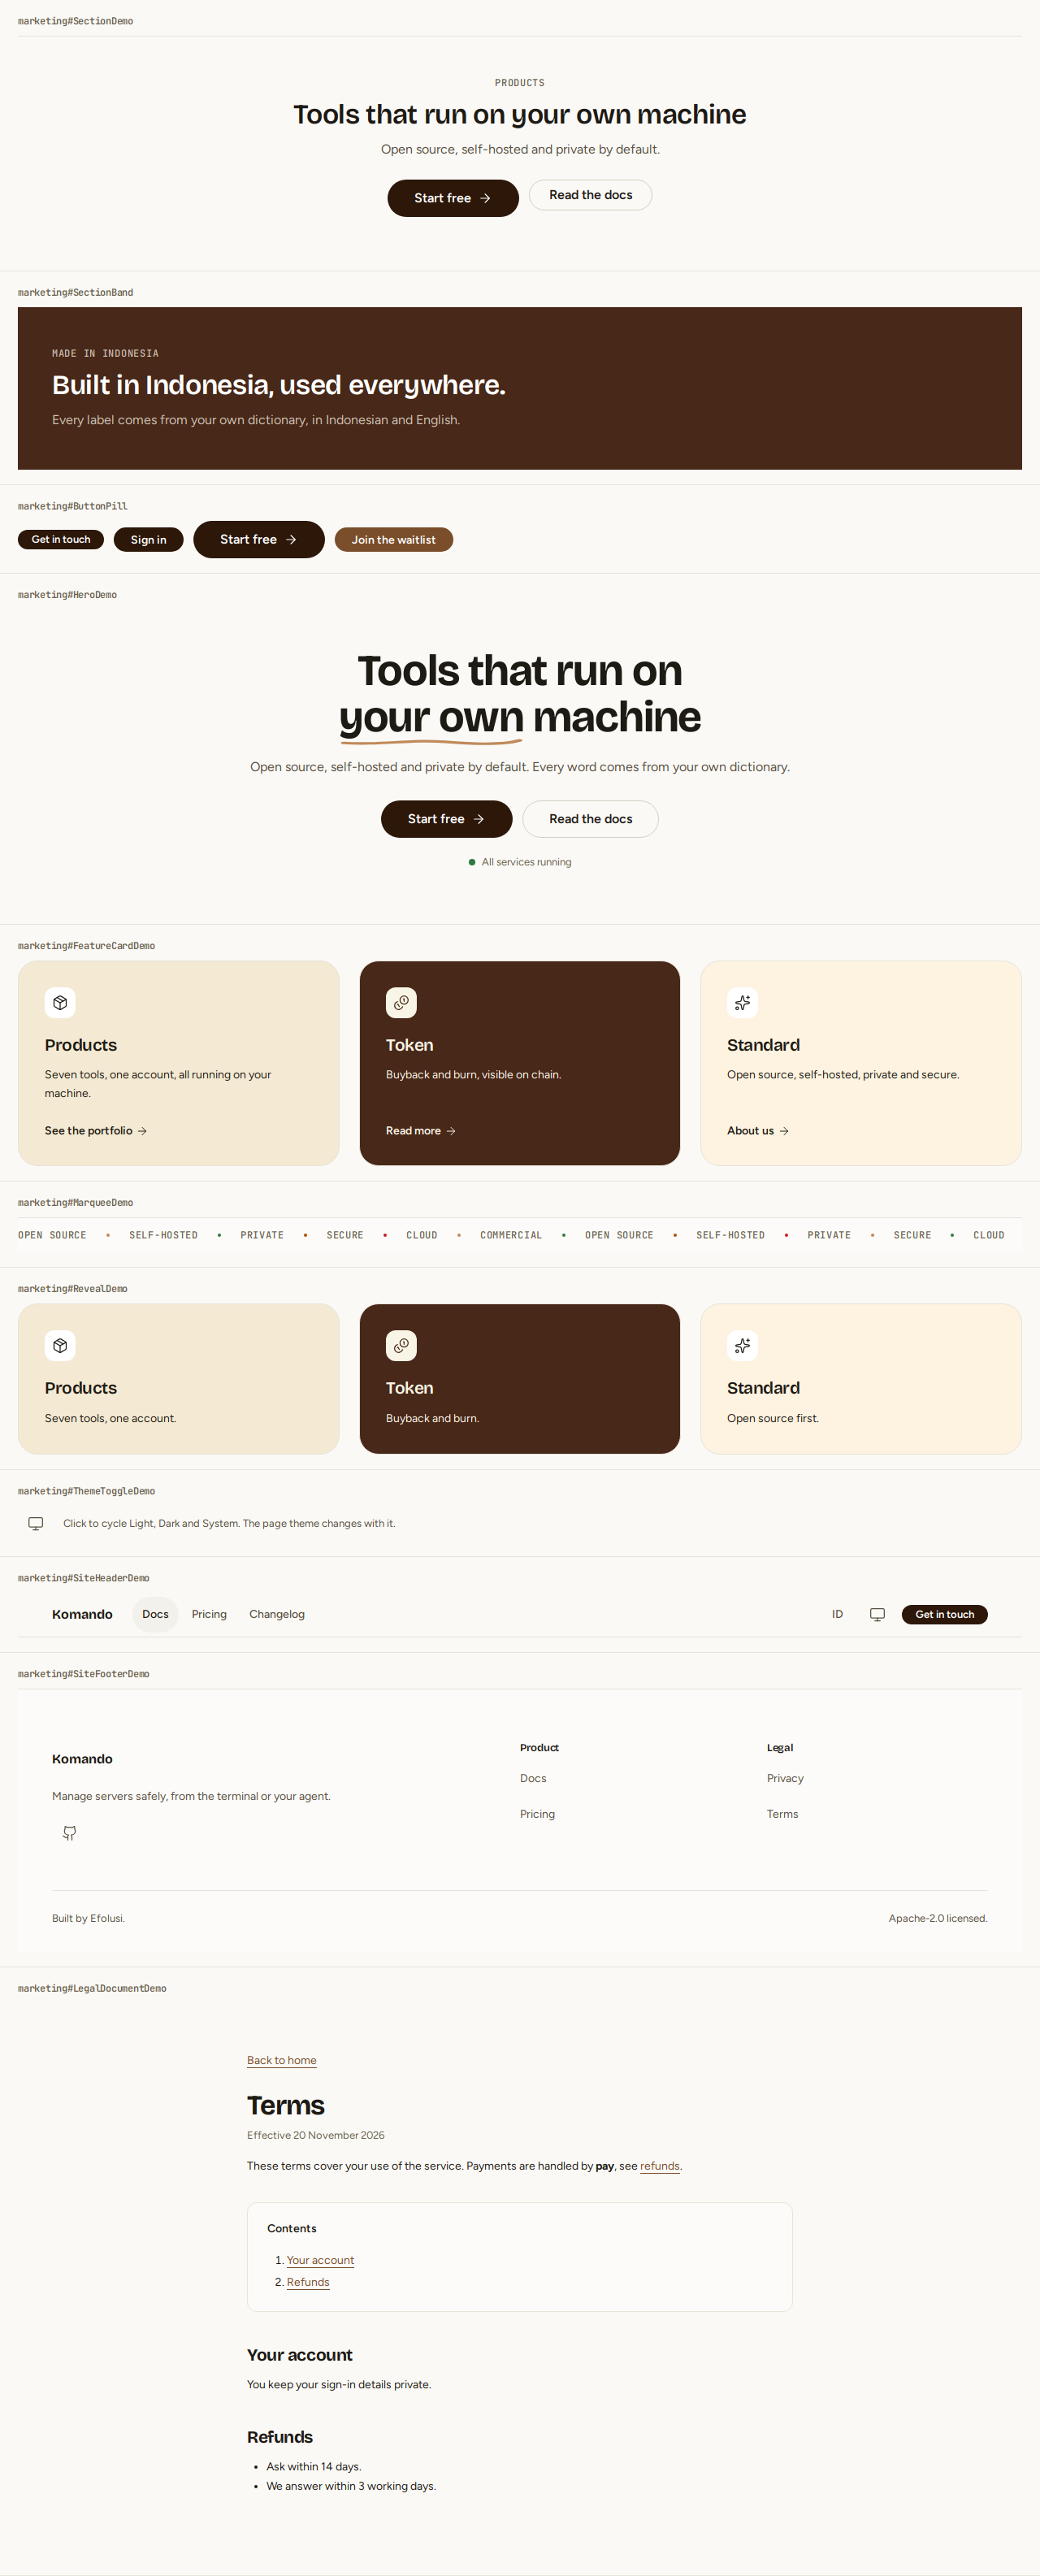 marketing#SectionDemo
PRODUCTS
Tools that run on your own machine
Open source, self-hosted and private by default.
Start free
Read the docs
marketing#SectionBand
MADE IN INDONESIA
Built in Indonesia, used everywhere.
Every label comes from your own dictionary, in Indonesian and English.
marketing#ButtonPill
Get in touch
Sign in
Start free
Join the waitlist
marketing#HeroDemo
Tools that run on
your own machine
Open source, self-hosted and private by default. Every word comes from your own dictionary.
Start free
Read the docs
All services running
marketing#FeatureCardDemo
Products
Seven tools, one account, all running on your
machine.
See the portfolio
Token
Buyback and burn, visible on chain.
Read more
Standard
Open source, self-hosted, private and secure.
About us
marketing#MarqueeDemo
OPEN SOURCE • SELF-HOSTED • PRIVATE • SECURE • CLOUD • COMMERCIAL • OPEN SOURCE • SELF-HOSTED • PRIVATE • SECURE • CLOUD
marketing#RevealDemo
Products
Seven tools, one account.
Token
Buyback and burn.
Standard
Open source first.
marketing#ThemeToggleDemo
Click to cycle Light, Dark and System. The page theme changes with it.
marketing#SiteHeaderDemo
Komando
Docs
Pricing
Changelog
ID
Get in touch
marketing#SiteFooterDemo
Komando
Manage servers safely, from the terminal or your agent.
Product
Docs
Pricing
Legal
Privacy
Terms
Built by Efolusi.
Apache-2.0 licensed.
marketing#LegalDocumentDemo
Back to home
Terms
Effective 20 November 2026
These terms cover your use of the service. Payments are handled by pay, see refunds.
Contents
1. Your account
2. Refunds
Your account
You keep your sign-in details private.
Refunds
• Ask within 14 days.
• We answer within 3 working days.